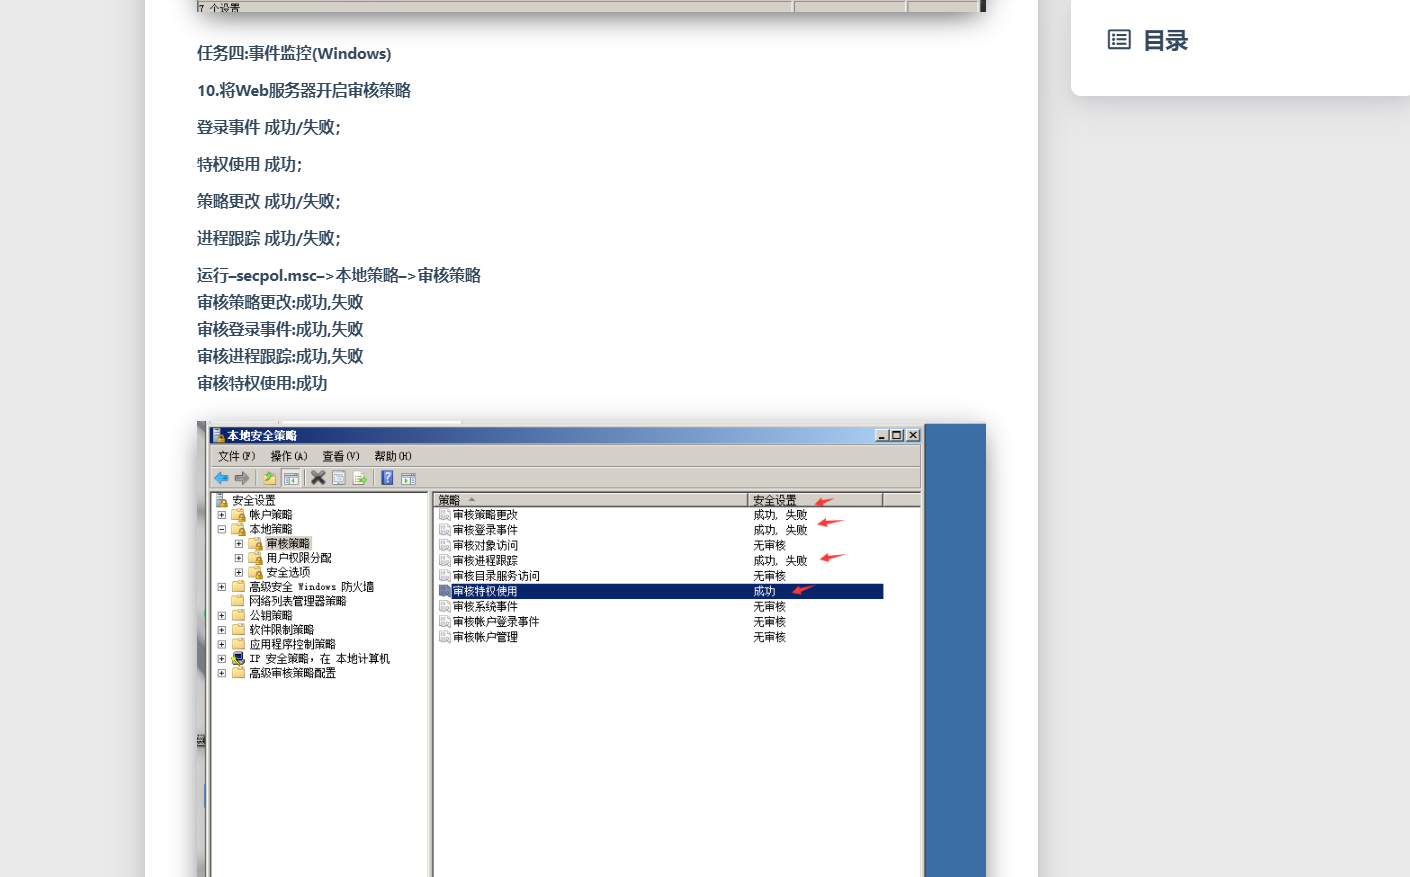 7 个设置
目录
任务四:事件监控(Windows)
10.将Web服务器开启审核策略
登录事件 成功/失败;
特权使用 成功;
策略更改 成功/失败;
进程跟踪 成功/失败;
运行–secpol.msc–>本地策略–>审核策略
审核策略更改:成功,失败
审核登录事件:成功,失败
审核进程跟踪:成功,失败
审核特权使用:成功
本地安全策略
文件(F) 操作(A) 查看(V) 帮助(H)
安全设置
帐户策略
本地策略
审核策略
用户权限分配
安全选项
高级安全 Windows 防火墙
网络列表管理器策略
公钥策略
软件限制策略
应用程序控制策略
IP 安全策略，在 本地计算机
高级审核策略配置
策略 安全设置
审核策略更改 成功, 失败
审核登录事件 成功, 失败
审核对象访问 无审核
审核进程跟踪 成功, 失败
审核目录服务访问 无审核
审核特权使用 成功
审核系统事件 无审核
审核帐户登录事件 无审核
审核帐户管理 无审核